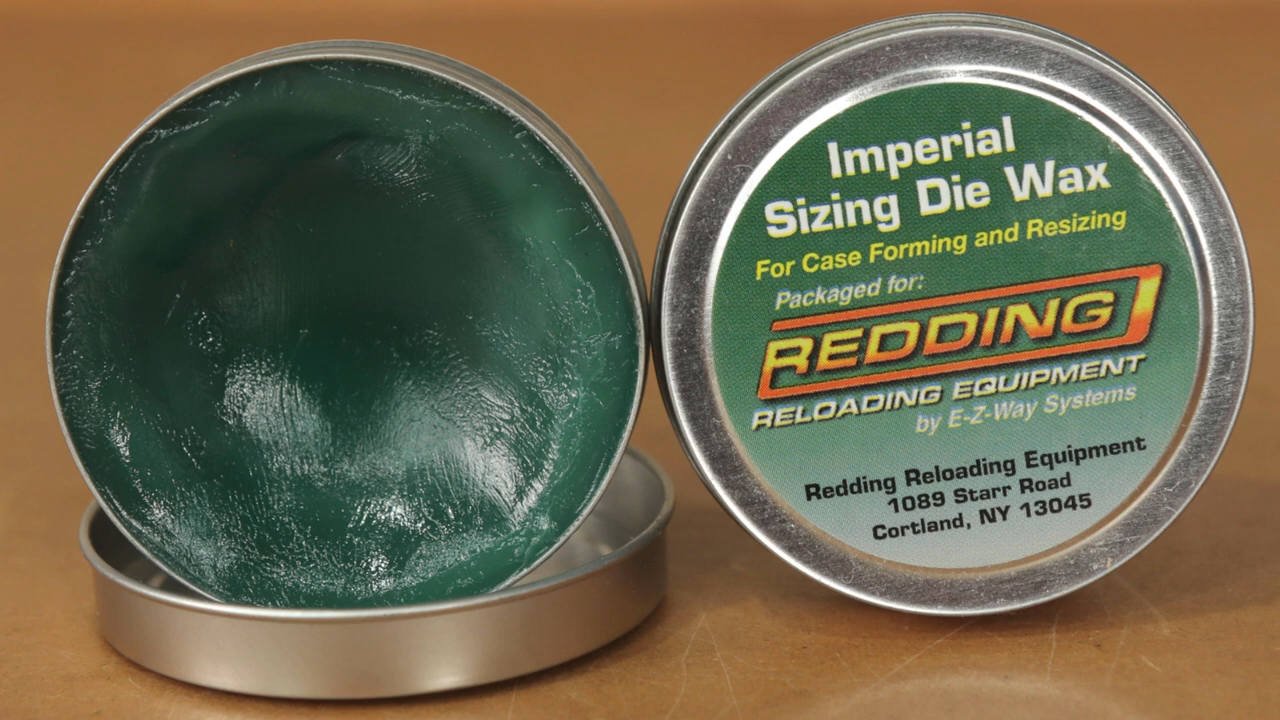 Imperial
Sizing Die Wax
For Case Forming and Resizing
Packaged for:
REDDING
RELOADING EQUIPMENT
by E-Z-Way Systems
Redding Reloading Equipment
1089 Starr Road
Cortland, NY 13045